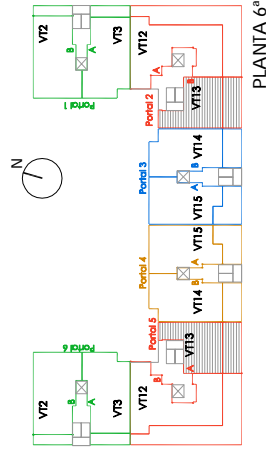 VT2
B
A
Portal 1
VT3
VT12
A
Portal 2
B
VT13
N
Portal 3
VT14
B
A
VT15
PLANTA 6ª
Portal 4
VT15
A
B
VT14
Portal 5
VT13
B
A
VT12
Portal 6
VT3
VT2
B
A